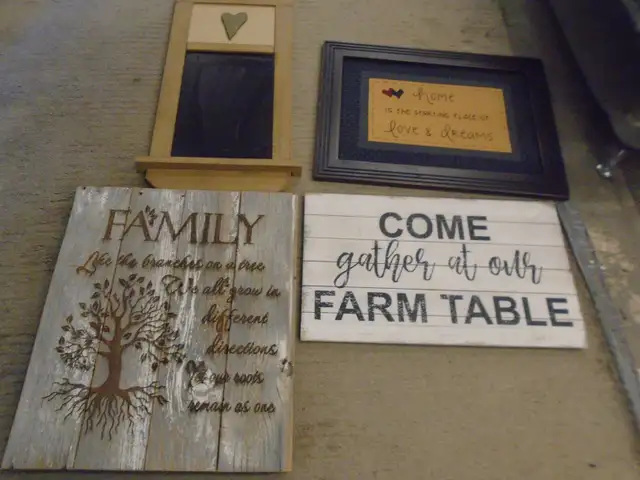 home
IS THE STARTING PLACE OF
love & dreams
FAMILY
Like the branches on a tree
We all grow in
different
directions
Yet our roots
remain as one
COME
gather at our
FARM TABLE